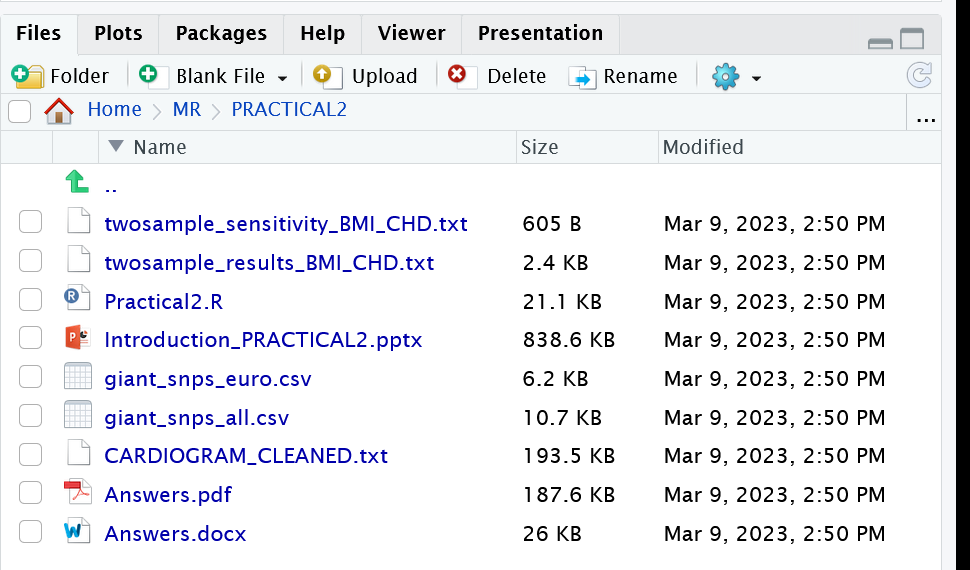 Files Plots Packages Help Viewer Presentation
Folder Blank File Upload Delete Rename
Home MR PRACTICAL2 ...
Name Size Modified
..
twosample_sensitivity_BMI_CHD.txt 605 B Mar 9, 2023, 2:50 PM
twosample_results_BMI_CHD.txt 2.4 KB Mar 9, 2023, 2:50 PM
R Practical2.R 21.1 KB Mar 9, 2023, 2:50 PM
P Introduction_PRACTICAL2.pptx 838.6 KB Mar 9, 2023, 2:50 PM
giant_snps_euro.csv 6.2 KB Mar 9, 2023, 2:50 PM
giant_snps_all.csv 10.7 KB Mar 9, 2023, 2:50 PM
CARDIOGRAM_CLEANED.txt 193.5 KB Mar 9, 2023, 2:50 PM
Answers.pdf 187.6 KB Mar 9, 2023, 2:50 PM
W Answers.docx 26 KB Mar 9, 2023, 2:50 PM